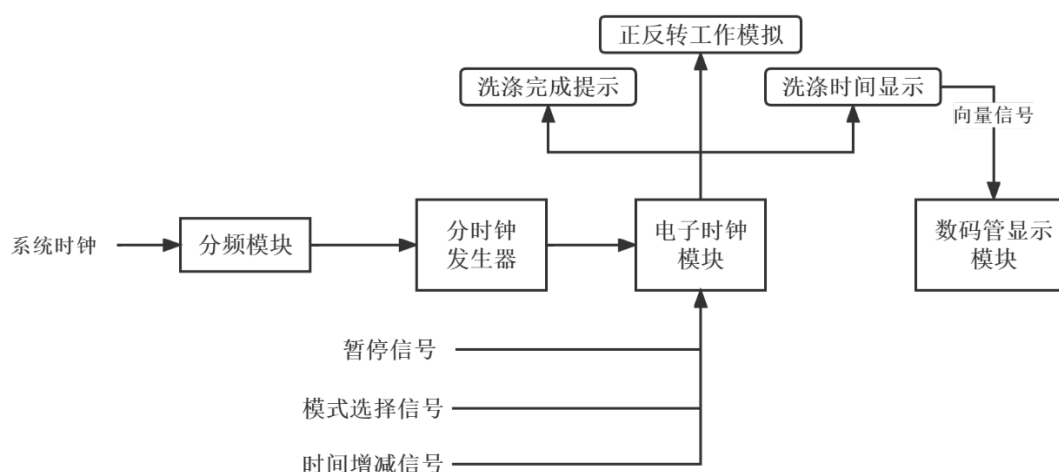 正反转工作模拟
洗涤完成提示
洗涤时间显示
向量信号
系统时钟
分频模块
分时钟
发生器
电子时钟
模块
数码管显示
模块
暂停信号
模式选择信号
时间增减信号